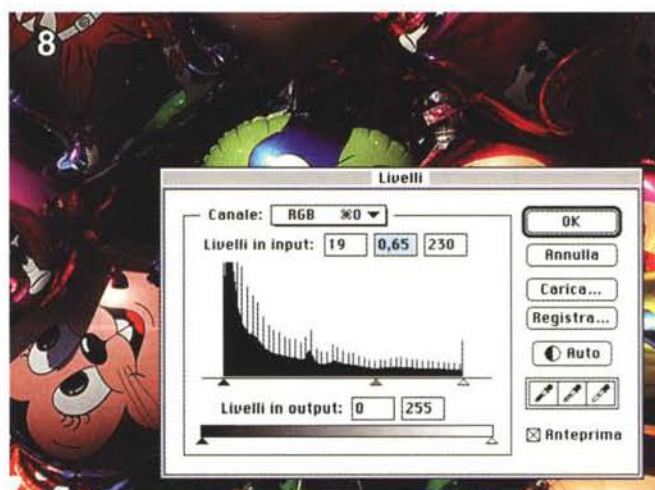 8
Livelli
Canale: RGB ⌘0
Livelli in input: 19 0,65 230
Livelli in output: 0 255
OK
Annulla
Carica...
Registra...
Auto
Anteprima